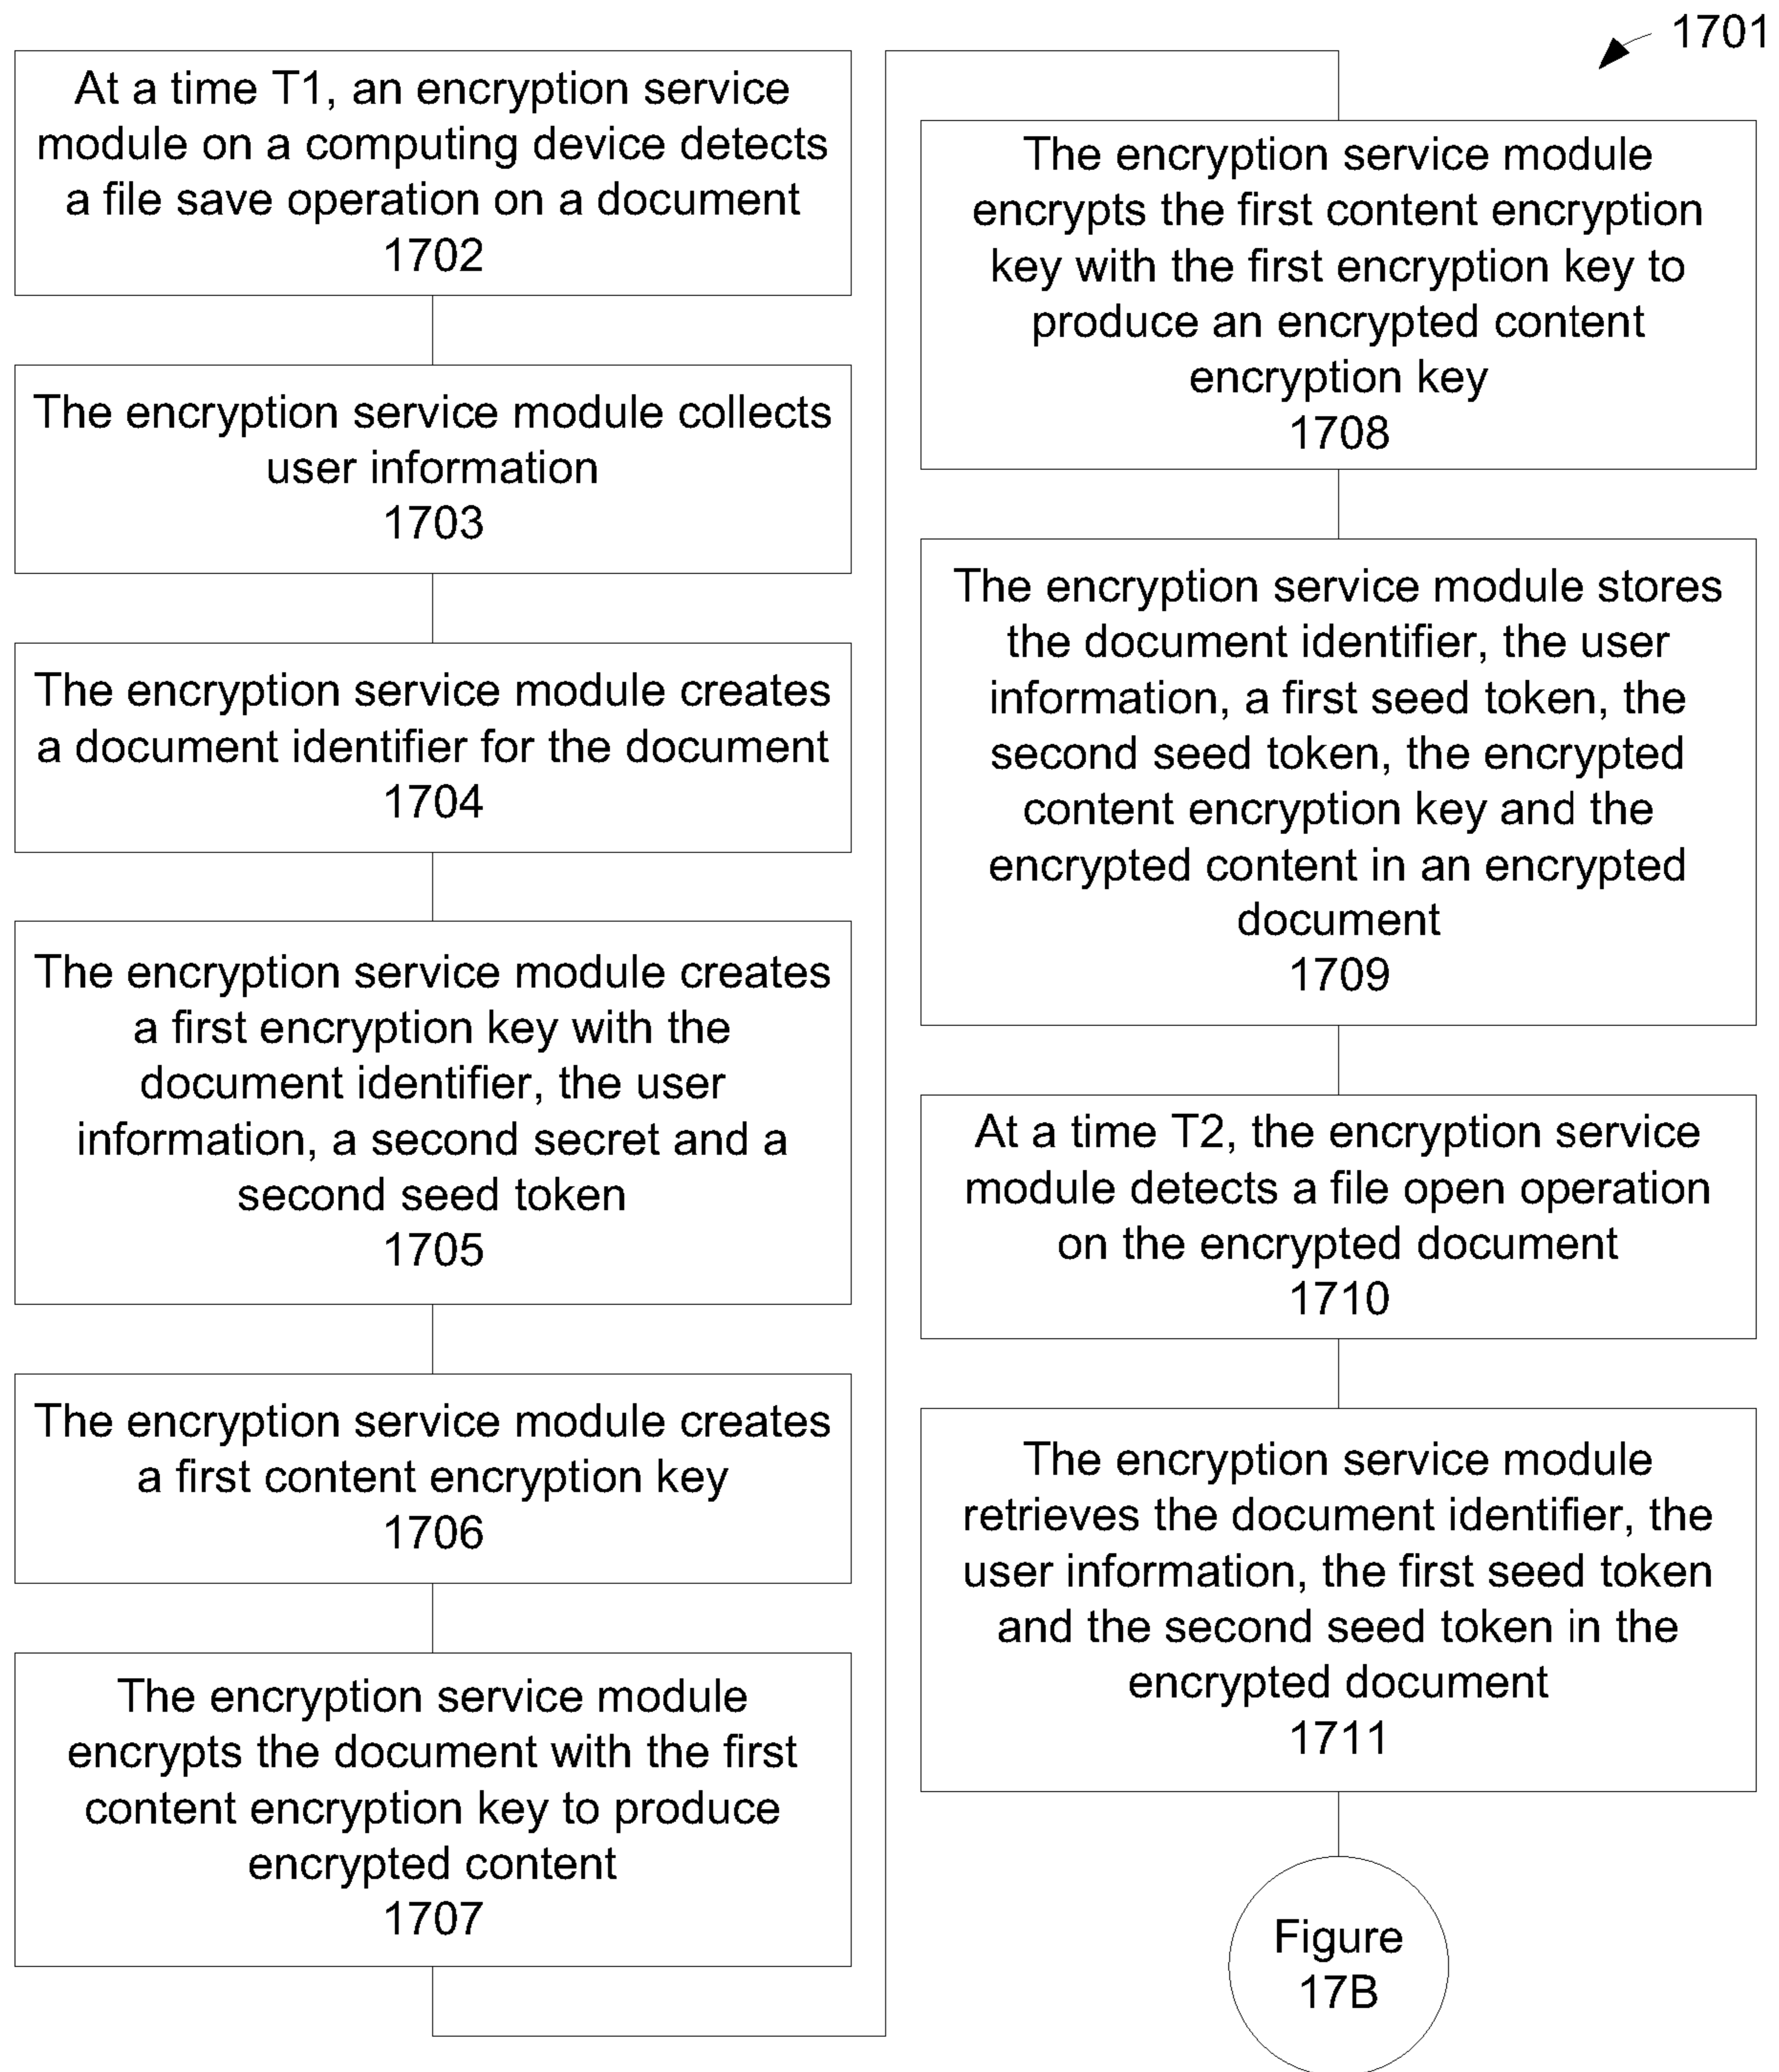 1701
At a time T1, an encryption service
module on a computing device detects
a file save operation on a document
1702
The encryption service module collects
user information
1703
The encryption service module creates
a document identifier for the document
1704
The encryption service module creates
a first encryption key with the
document identifier, the user
information, a second secret and a
second seed token
1705
The encryption service module creates
a first content encryption key
1706
The encryption service module
encrypts the document with the first
content encryption key to produce
encrypted content
1707
The encryption service module
encrypts the first content encryption
key with the first encryption key to
produce an encrypted content
encryption key
1708
The encryption service module stores
the document identifier, the user
information, a first seed token, the
second seed token, the encrypted
content encryption key and the
encrypted content in an encrypted
document
1709
At a time T2, the encryption service
module detects a file open operation
on the encrypted document
1710
The encryption service module
retrieves the document identifier, the
user information, the first seed token
and the second seed token in the
encrypted document
1711
Figure
17B